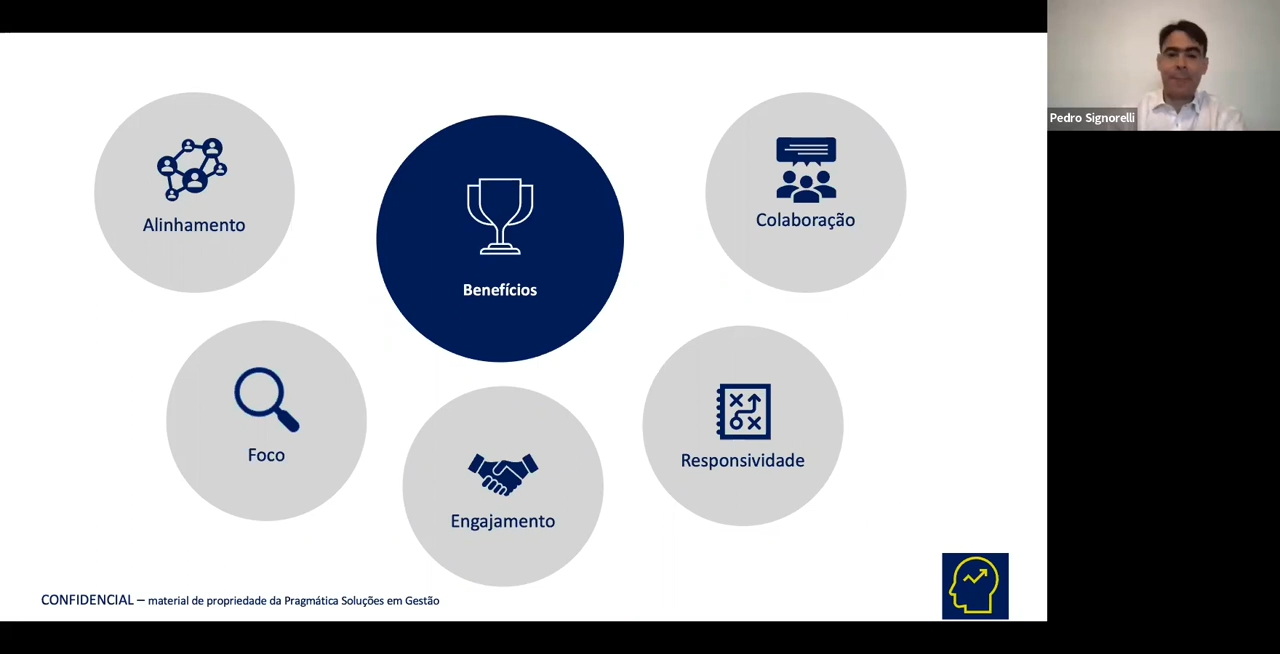 Pedro Signorelli
Alinhamento
Benefícios
Colaboração
Foco
Engajamento
Responsividade
CONFIDENCIAL – material de propriedade da Pragmática Soluções em Gestão